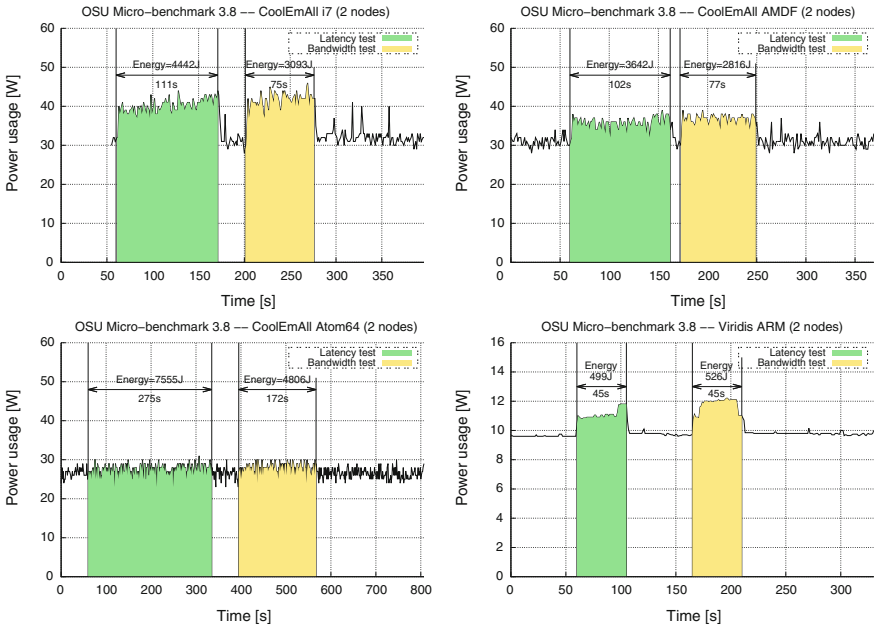 OSU Micro-benchmark 3.8 -- CoolEmAll i7 (2 nodes)
60
50
40
30
20
10
0
Power usage [W]
Latency test
Bandwidth test
Energy=4442J
111s
Energy=3093J
75s
0 50 100 150 200 250 300 350
Time [s]
OSU Micro-benchmark 3.8 -- CoolEmAll AMDF (2 nodes)
60
50
40
30
20
10
0
Power usage [W]
Latency test
Bandwidth test
Energy=3642J
102s
Energy=2816J
77s
0 50 100 150 200 250 300 350
Time [s]
OSU Micro-benchmark 3.8 -- CoolEmAll Atom64 (2 nodes)
60
50
40
30
20
10
0
Power usage [W]
Latency test
Bandwidth test
Energy=7555J
275s
Energy=4806J
172s
0 100 200 300 400 500 600 700 800
Time [s]
OSU Micro-benchmark 3.8 -- Viridis ARM (2 nodes)
16
14
12
10
8
6
4
2
0
Power usage [W]
Latency test
Bandwidth test
Energy
499J
45s
Energy
526J
45s
0 50 100 150 200 250 300
Time [s]